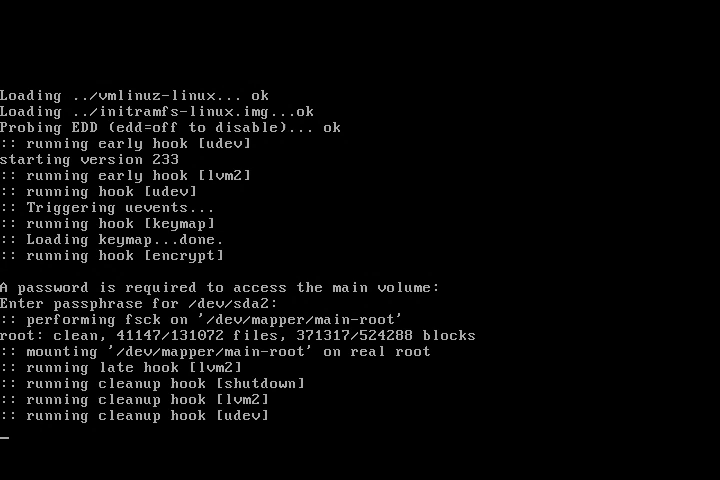 Loading ../vmlinuz-linux... ok
Loading ../initramfs-linux.img...ok
Probing EDD (edd=off to disable)... ok
:: running early hook [udev]
starting version 233
:: running early hook [lvm2]
:: running hook [udev]
:: Triggering uevents...
:: running hook [keymap]
:: Loading keymap...done.
:: running hook [encrypt]

A password is required to access the main volume:
Enter passphrase for /dev/sda2:
:: performing fsck on '/dev/mapper/main-root'
root: clean, 41147/131072 files, 371317/524288 blocks
:: mounting '/dev/mapper/main-root' on real root
:: running late hook [lvm2]
:: running cleanup hook [shutdown]
:: running cleanup hook [lvm2]
:: running cleanup hook [udev]